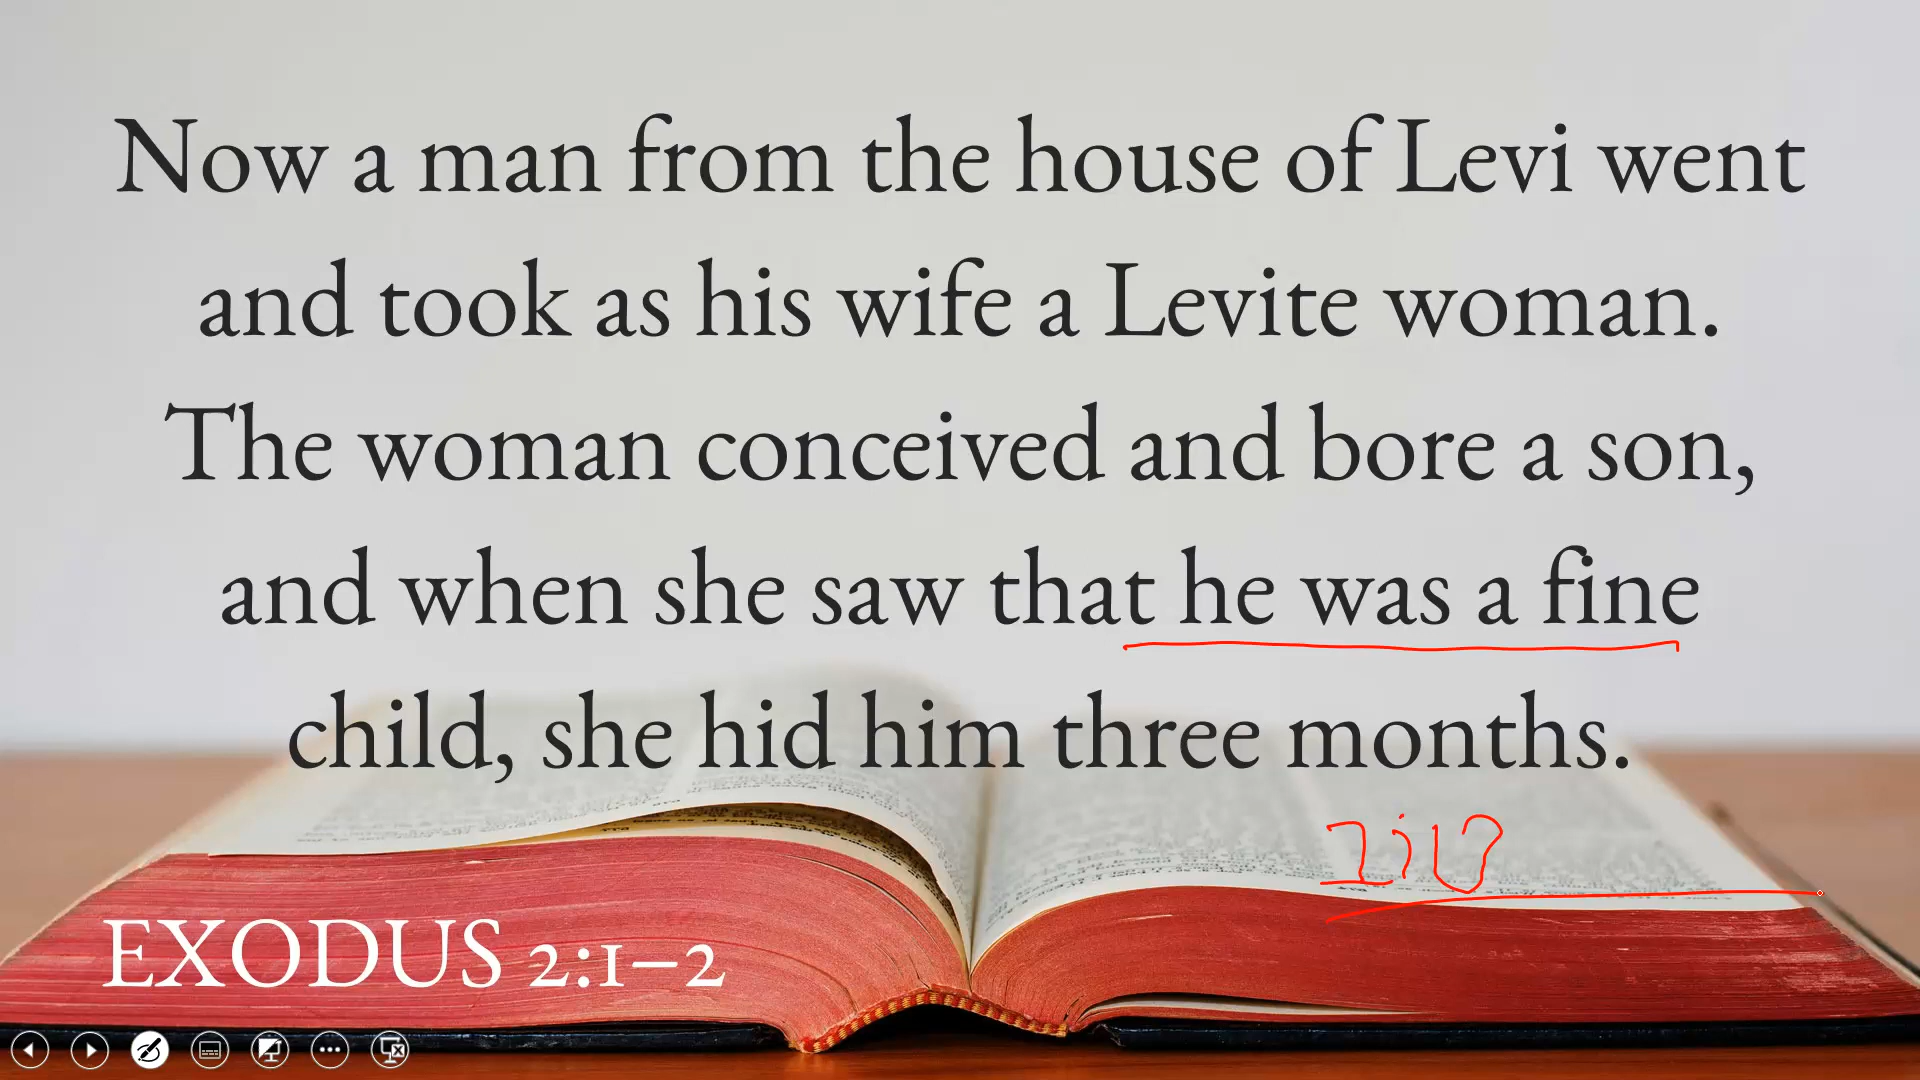 Now a man from the house of Levi went
and took as his wife a Levite woman.
The woman conceived and bore a son,
and when she saw that he was a fine
child, she hid him three months.
טוב
EXODUS 2:1–2